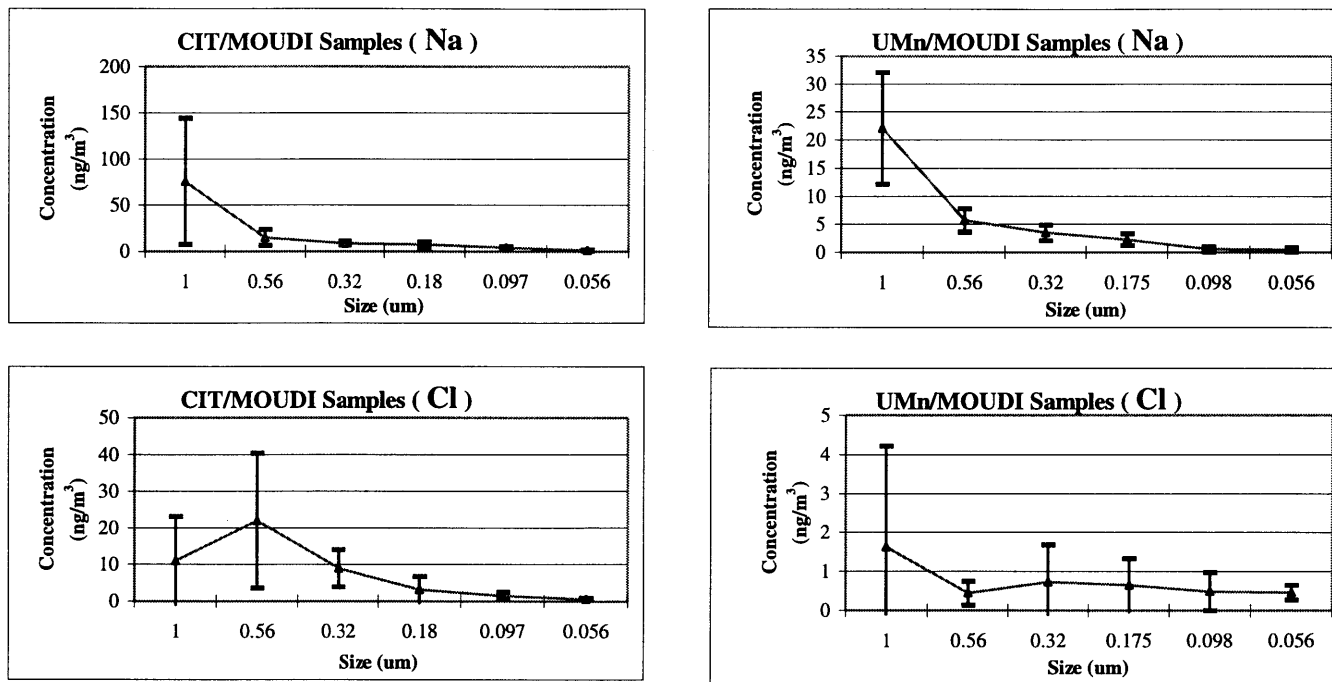 CIT/MOUDI Samples ( Na )
Concentration
(ng/m³)
200
150
100
50
0
1 0.56 0.32 0.18 0.097 0.056
Size (um)
UMn/MOUDI Samples ( Na )
Concentration
(ng/m³)
35
30
25
20
15
10
5
0
1 0.56 0.32 0.175 0.098 0.056
Size (um)
CIT/MOUDI Samples ( Cl )
Concentration
(ng/m³)
50
40
30
20
10
0
1 0.56 0.32 0.18 0.097 0.056
Size (um)
UMn/MOUDI Samples ( Cl )
Concentration
(ng/m³)
5
4
3
2
1
0
1 0.56 0.32 0.175 0.098 0.056
Size (um)